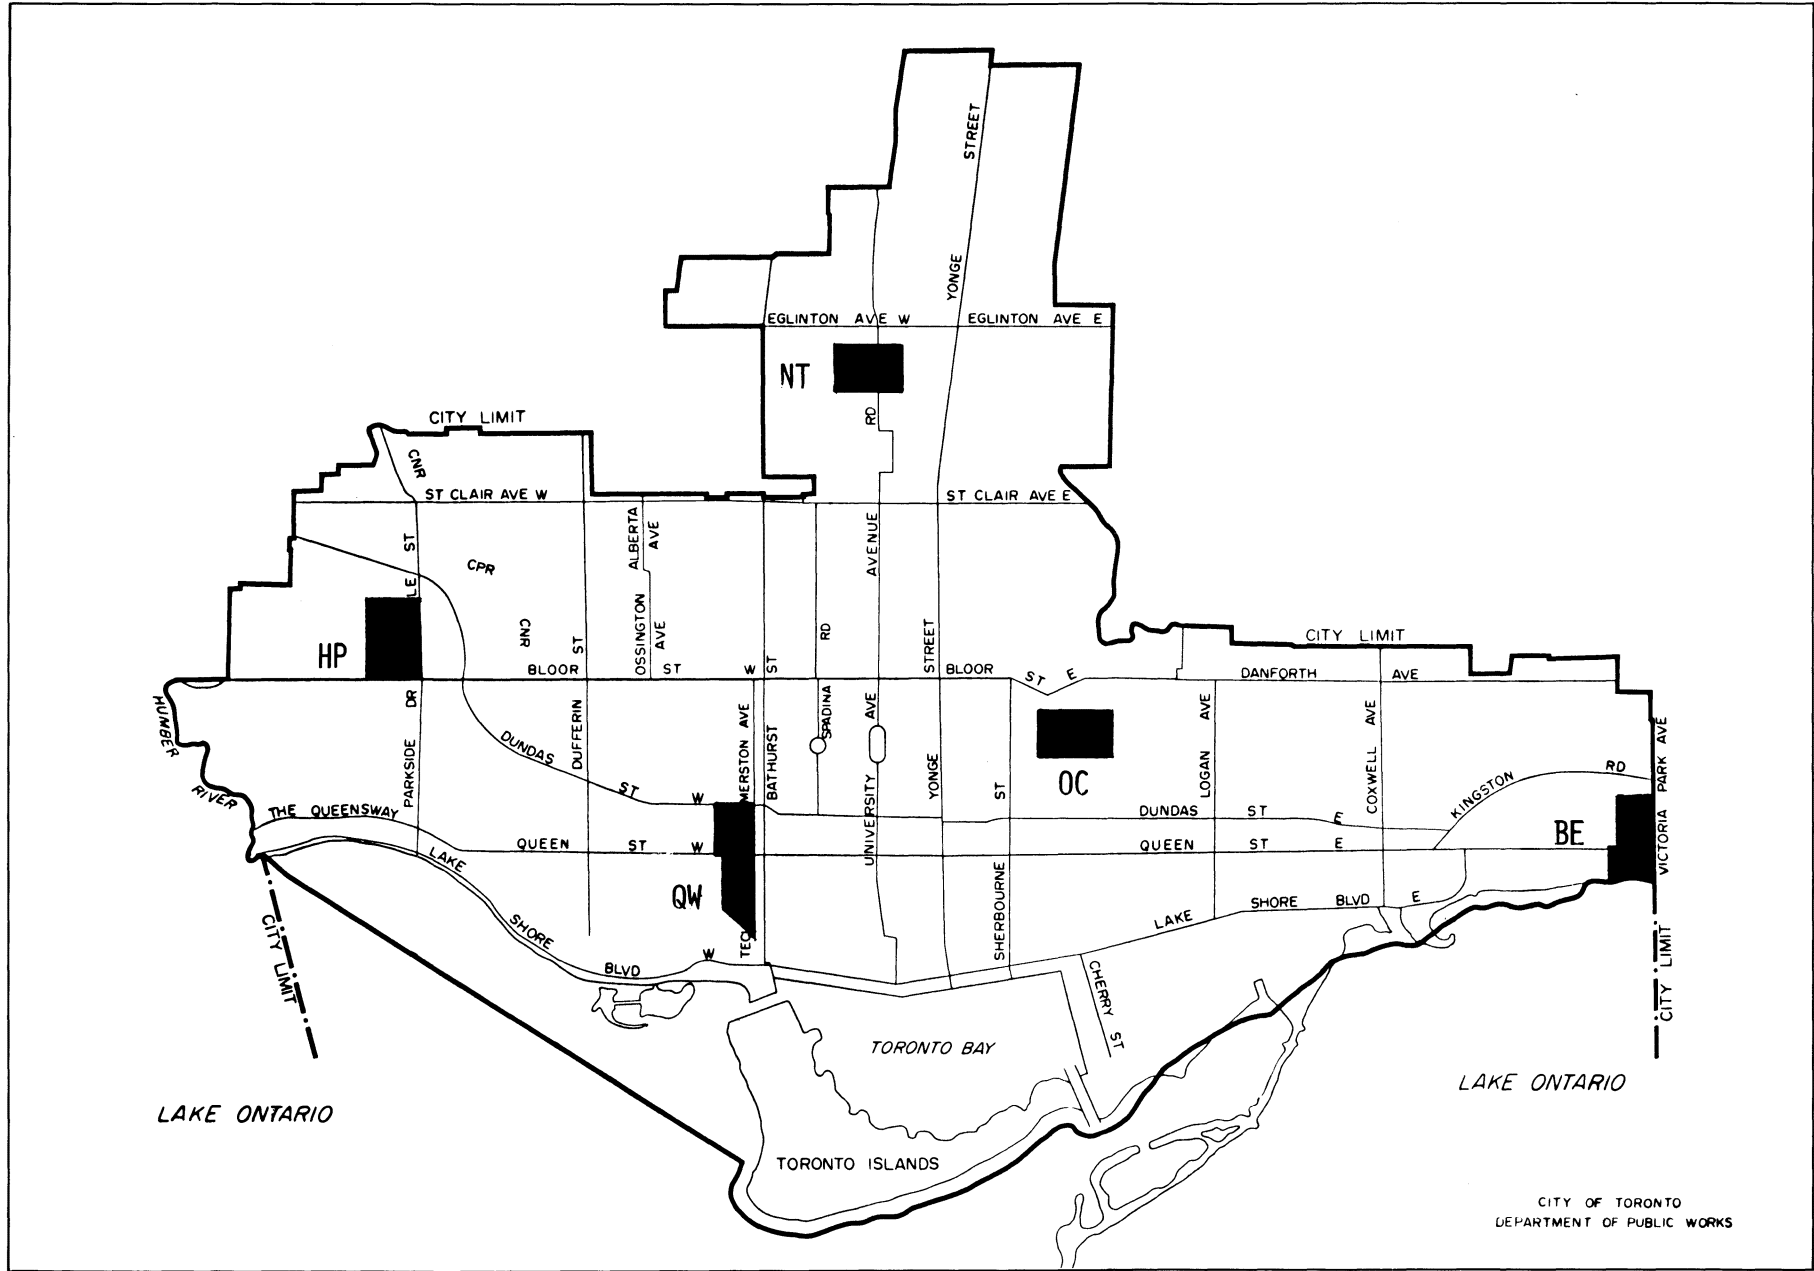 STREET
YONGE
EGLINTON AVE W
EGLINTON AVE E
NT
RD
CITY LIMIT
CNR
ST CLAIR AVE W
ST CLAIR AVE E
ALBERTA AVE
AVENUE
LE ST
CPR
CNR
OSSINGTON AVE
RD
STREET
HP
ST
ST
CITY LIMIT
BLOOR ST W
BLOOR ST E
DANFORTH AVE
HUMBER RIVER
PARKSIDE DR
DUNDAS ST W
DUFFERIN
MERSTON AVE
BATHURST
SPADINA
UNIVERSITY AVE
YONGE
SHERBOURNE ST
OC
LOGAN AVE
COXWELL AVE
KINGSTON RD
VICTORIA PARK AVE
THE QUEENSWAY
DUNDAS ST E
QUEEN ST W
QUEEN ST E
BE
QW
LAKE SHORE BLVD W
TEC
LAKE SHORE BLVD E
CHERRY ST
CITY LIMIT
CITY LIMIT
TORONTO BAY
LAKE ONTARIO
LAKE ONTARIO
TORONTO ISLANDS
CITY OF TORONTO
DEPARTMENT OF PUBLIC WORKS